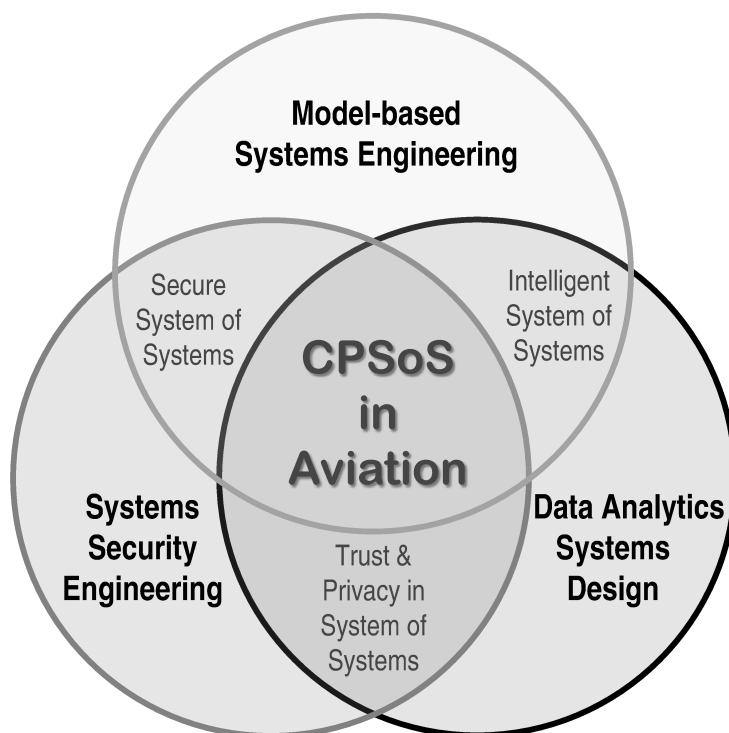 Model-based
Systems Engineering
Secure
System of
Systems
Intelligent
System of
Systems
CPSoS
in
Aviation
Systems
Security
Engineering
Data Analytics
Systems
Design
Trust &
Privacy in
System of
Systems